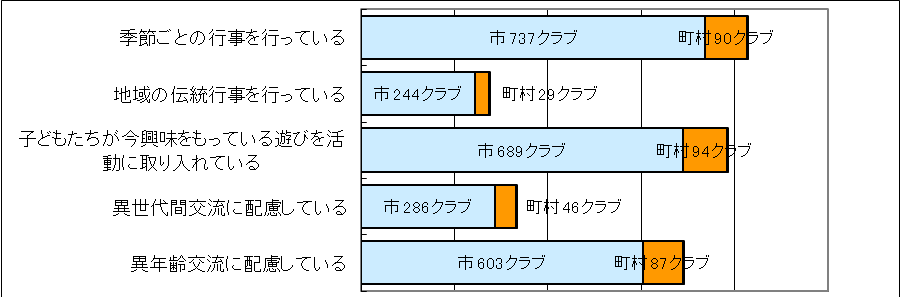 季節ごとの行事を行っている
市737クラブ
町村90クラブ
地域の伝統行事を行っている
市244クラブ
町村29クラブ
子どもたちが今興味をもっている遊びを活
動に取り入れている
市689クラブ
町村94クラブ
異世代間交流に配慮している
市286クラブ
町村46クラブ
異年齢交流に配慮している
市603クラブ
町村87クラブ